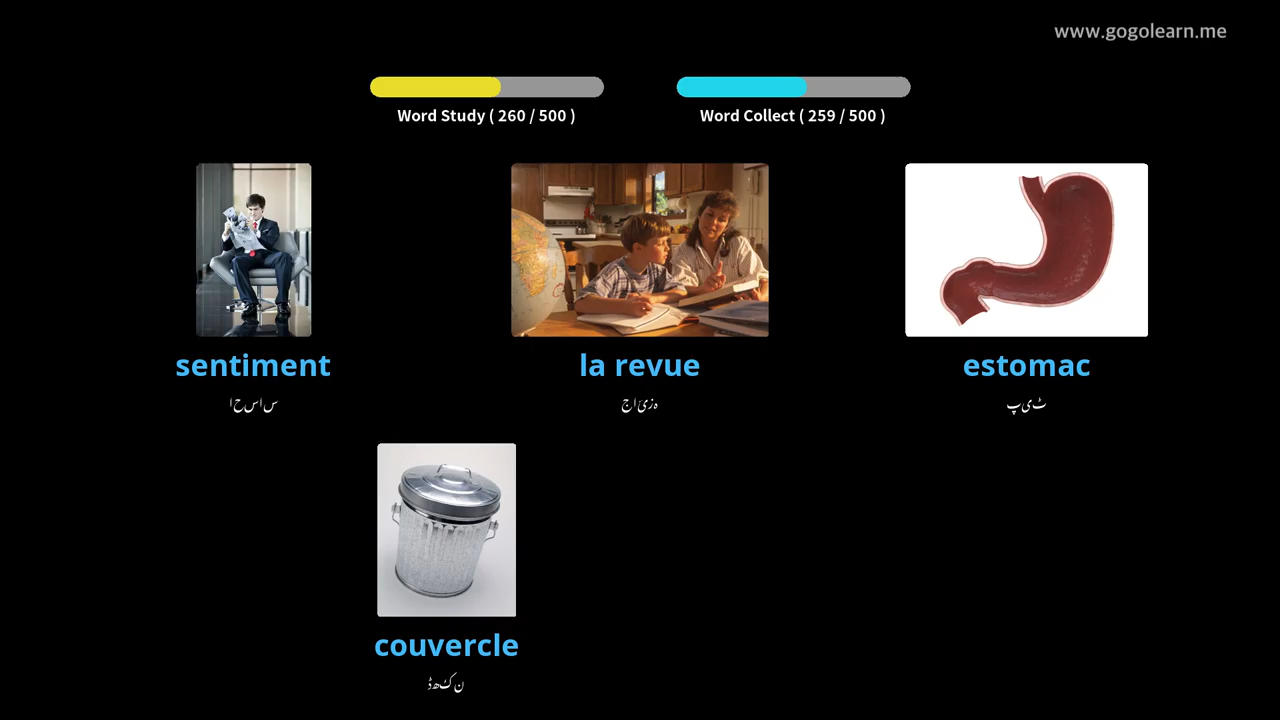 www.gogolearn.me
Word Study ( 260 / 500 )
Word Collect ( 259 / 500 )
sentiment
احساس
la revue
جائزہ
estomac
پیٹ
couvercle
ڈھکن